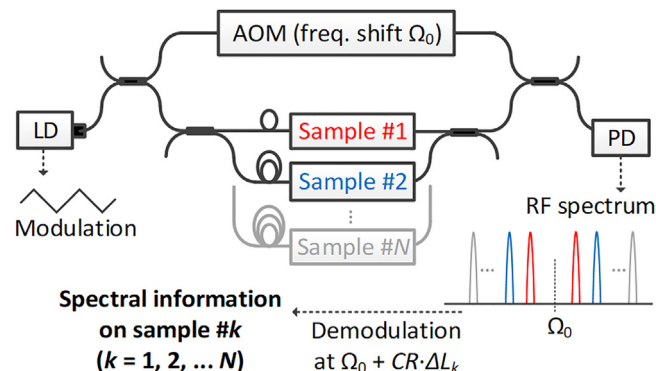 AOM (freq. shift Ω₀)
LD
Sample #1
PD
Sample #2
Modulation
⋮
RF spectrum
Sample #N
... ...
Spectral information
on sample #k
(k = 1, 2, ... N)
Demodulation
at Ω₀ + CR·ΔLₖ
Ω₀